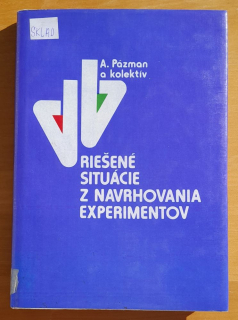 SKLAD
A. Pázman
a kolektív
RIEŠENÉ
SITUÁCIE
Z NAVRHOVANIA
EXPERIMENTOV